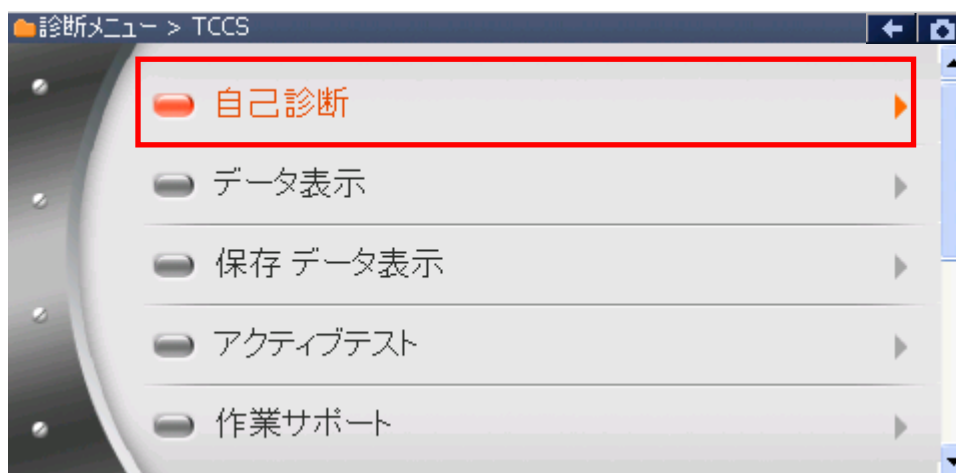 診断メニュー > TCCS
自己診断
データ表示
保存 データ表示
アクティブテスト
作業サポート